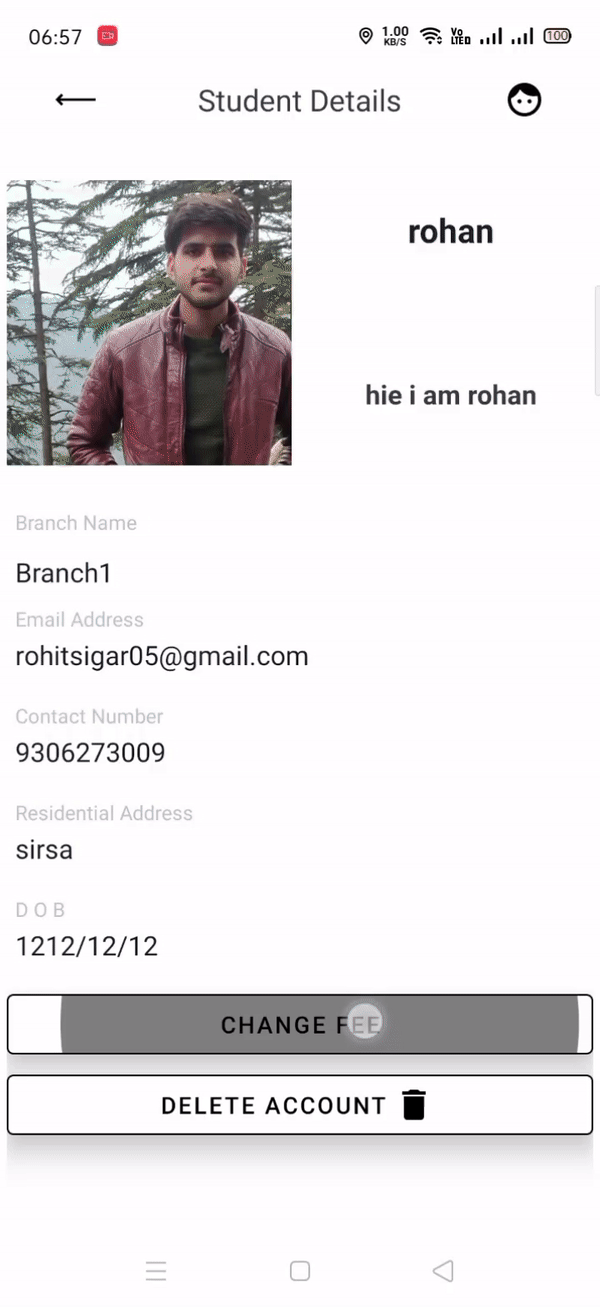 06:57
1.00
KB/S
Vo
LTE
100
Student Details
rohan
hie i am rohan
Branch Name
Branch1
Email Address
rohitsigar05@gmail.com
Contact Number
9306273009
Residential Address
sirsa
D O B
1212/12/12
CHANGE FEE
DELETE ACCOUNT